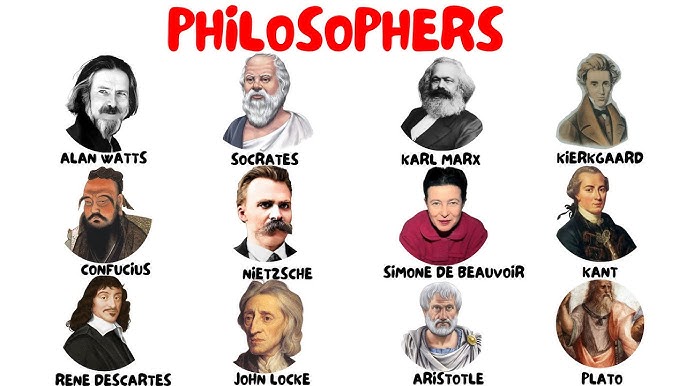 PHiLOSOPHERS
ALAN WATTS
SOCRATES
KARL MARX
KiERKGAARD
CONFUCiUS
NiETZSCHE
SiMONE DE BEAUVOiR
KANT
RENE DESCARTES
JOHN LOCKE
ARiSTOTLE
PLATO